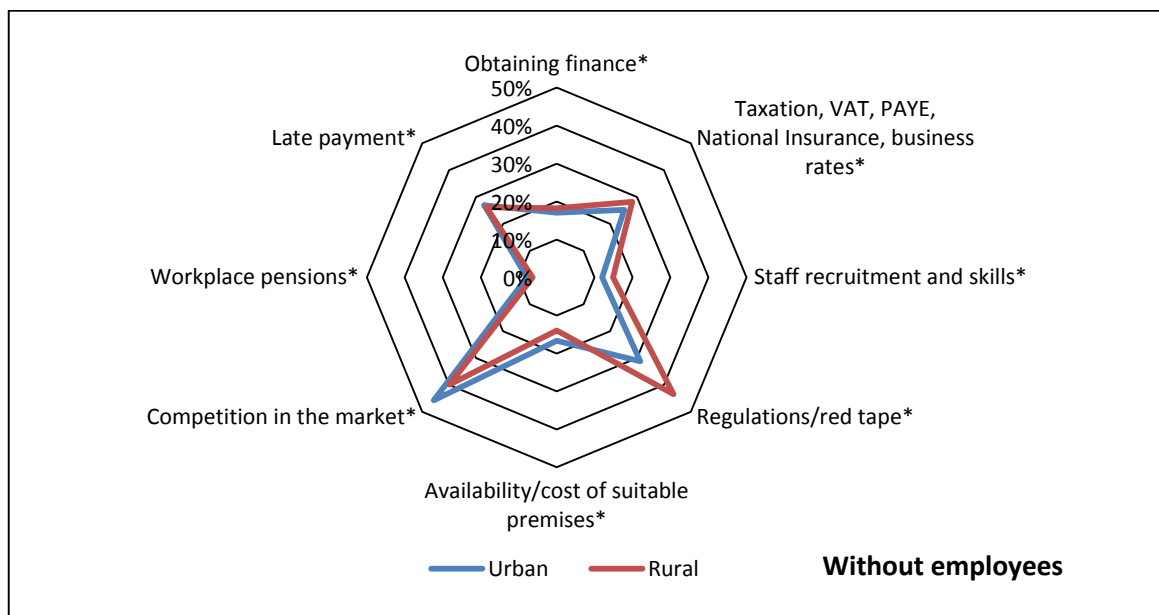 Obtaining finance*
50%
40%
30%
20%
10%
0%
Taxation, VAT, PAYE,
National Insurance, business
rates*
Late payment*
Workplace pensions*
Staff recruitment and skills*
Competition in the market*
Regulations/red tape*
Availability/cost of suitable
premises*
Urban
Rural
Without employees